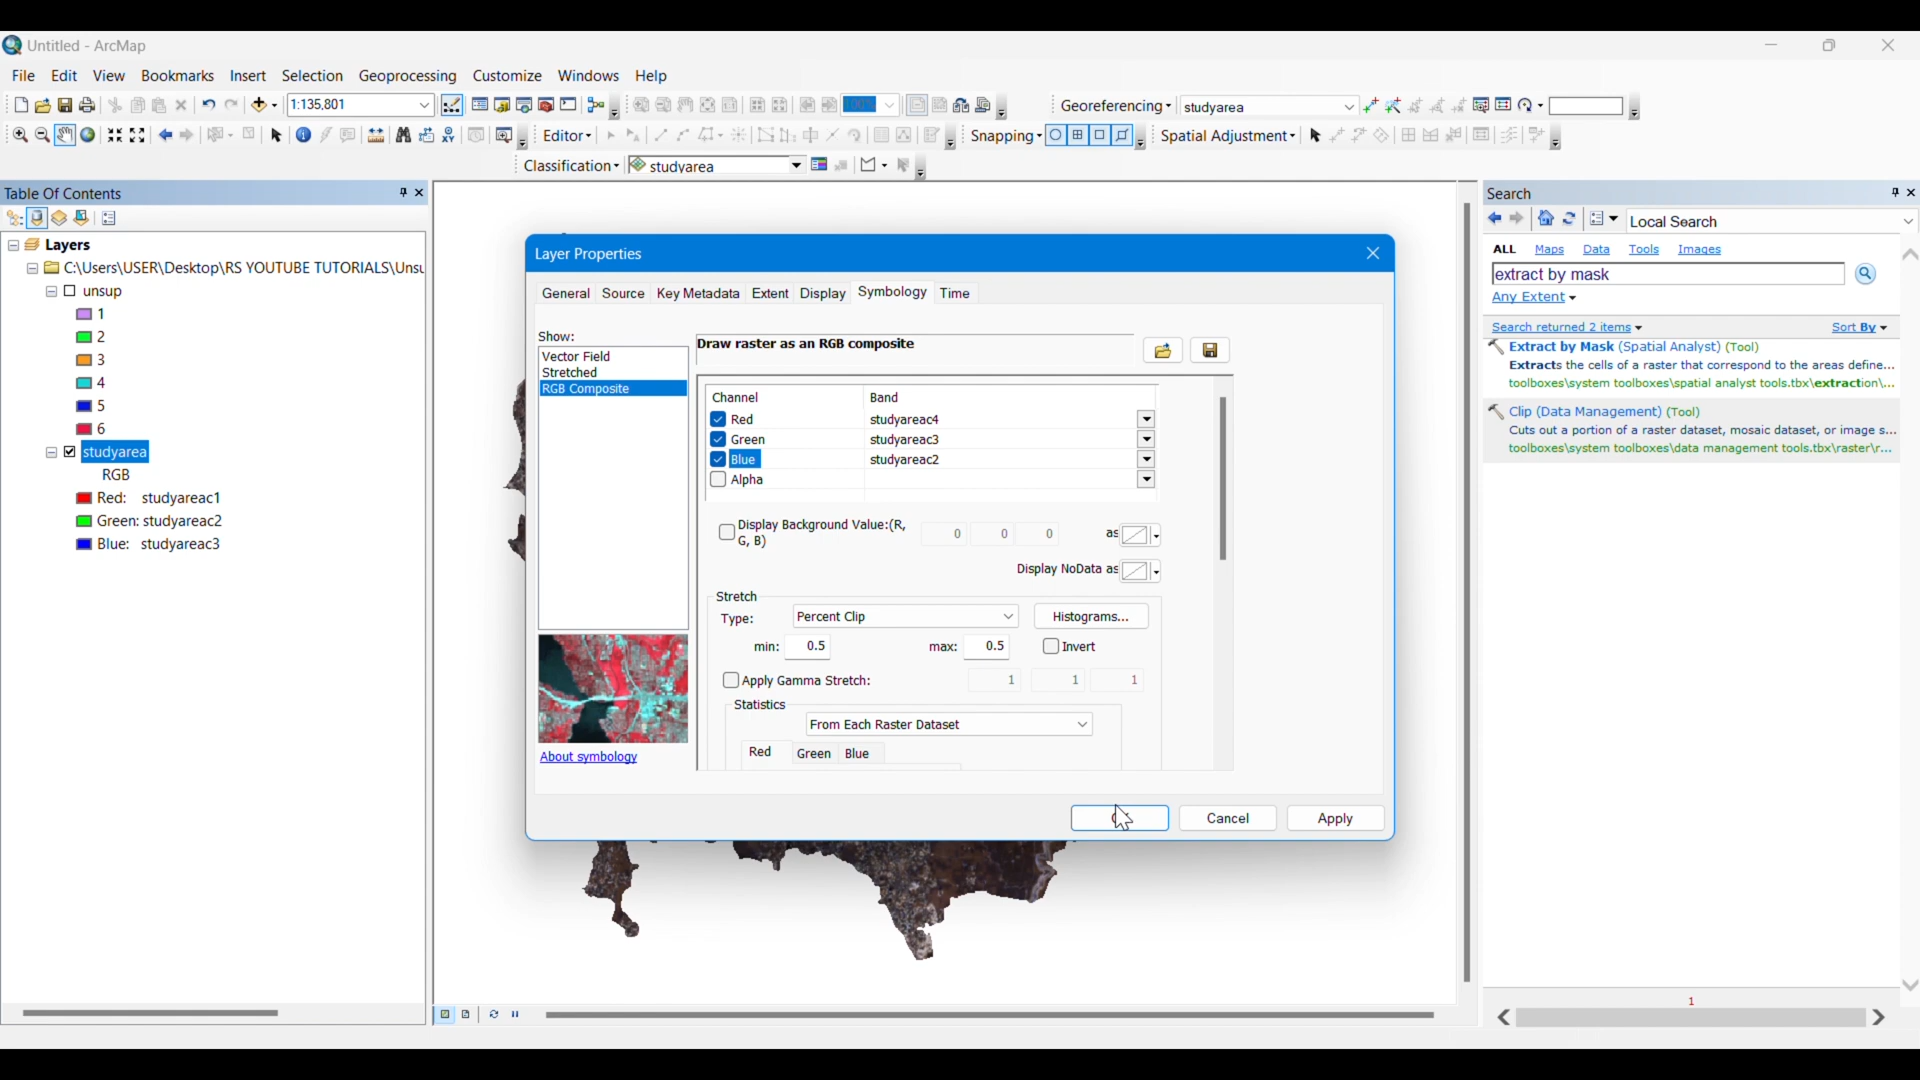 Untitled - ArcMap
File Edit View Bookmarks Insert Selection Geoprocessing Customize Windows Help
1:135,801 100% Georeferencing studyarea
Editor Snapping Spatial Adjustment
Classification studyarea
Table Of Contents
Layers
C:\Users\USER\Desktop\RS YOUTUBE TUTORIALS\Unsu
unsup
1
2
3
4
5
6
studyarea
RGB
Red: studyareac1
Green: studyareac2
Blue: studyareac3
Layer Properties
General Source Key Metadata Extent Display Symbology Time
Show:
Vector Field
Stretched
RGB Composite
About symbology
Draw raster as an RGB composite
Channel Band
Red studyareac4
Green studyareac3
Blue studyareac2
Alpha
Display Background Value:(R, G, B) 0 0 0 as
Display NoData as
Stretch
Type: Percent Clip Histograms...
min: 0.5 max: 0.5 Invert
Apply Gamma Stretch: 1 1 1
Statistics
From Each Raster Dataset
Red Green Blue
Cancel Apply
Search
Local Search
ALL Maps Data Tools Images
extract by mask
Any Extent
Search returned 2 items Sort By
Extract by Mask (Spatial Analyst) (Tool)
Extracts the cells of a raster that correspond to the areas define...
toolboxes\system toolboxes\spatial analyst tools.tbx\extraction\...
Clip (Data Management) (Tool)
Cuts out a portion of a raster dataset, mosaic dataset, or image s...
toolboxes\system toolboxes\data management tools.tbx\raster\r...
1